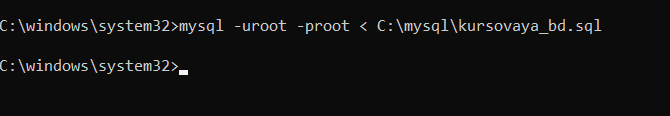 C:\windows\system32>mysql -uroot -proot < C:\mysql\kursovaya_bd.sql
C:\windows\system32>